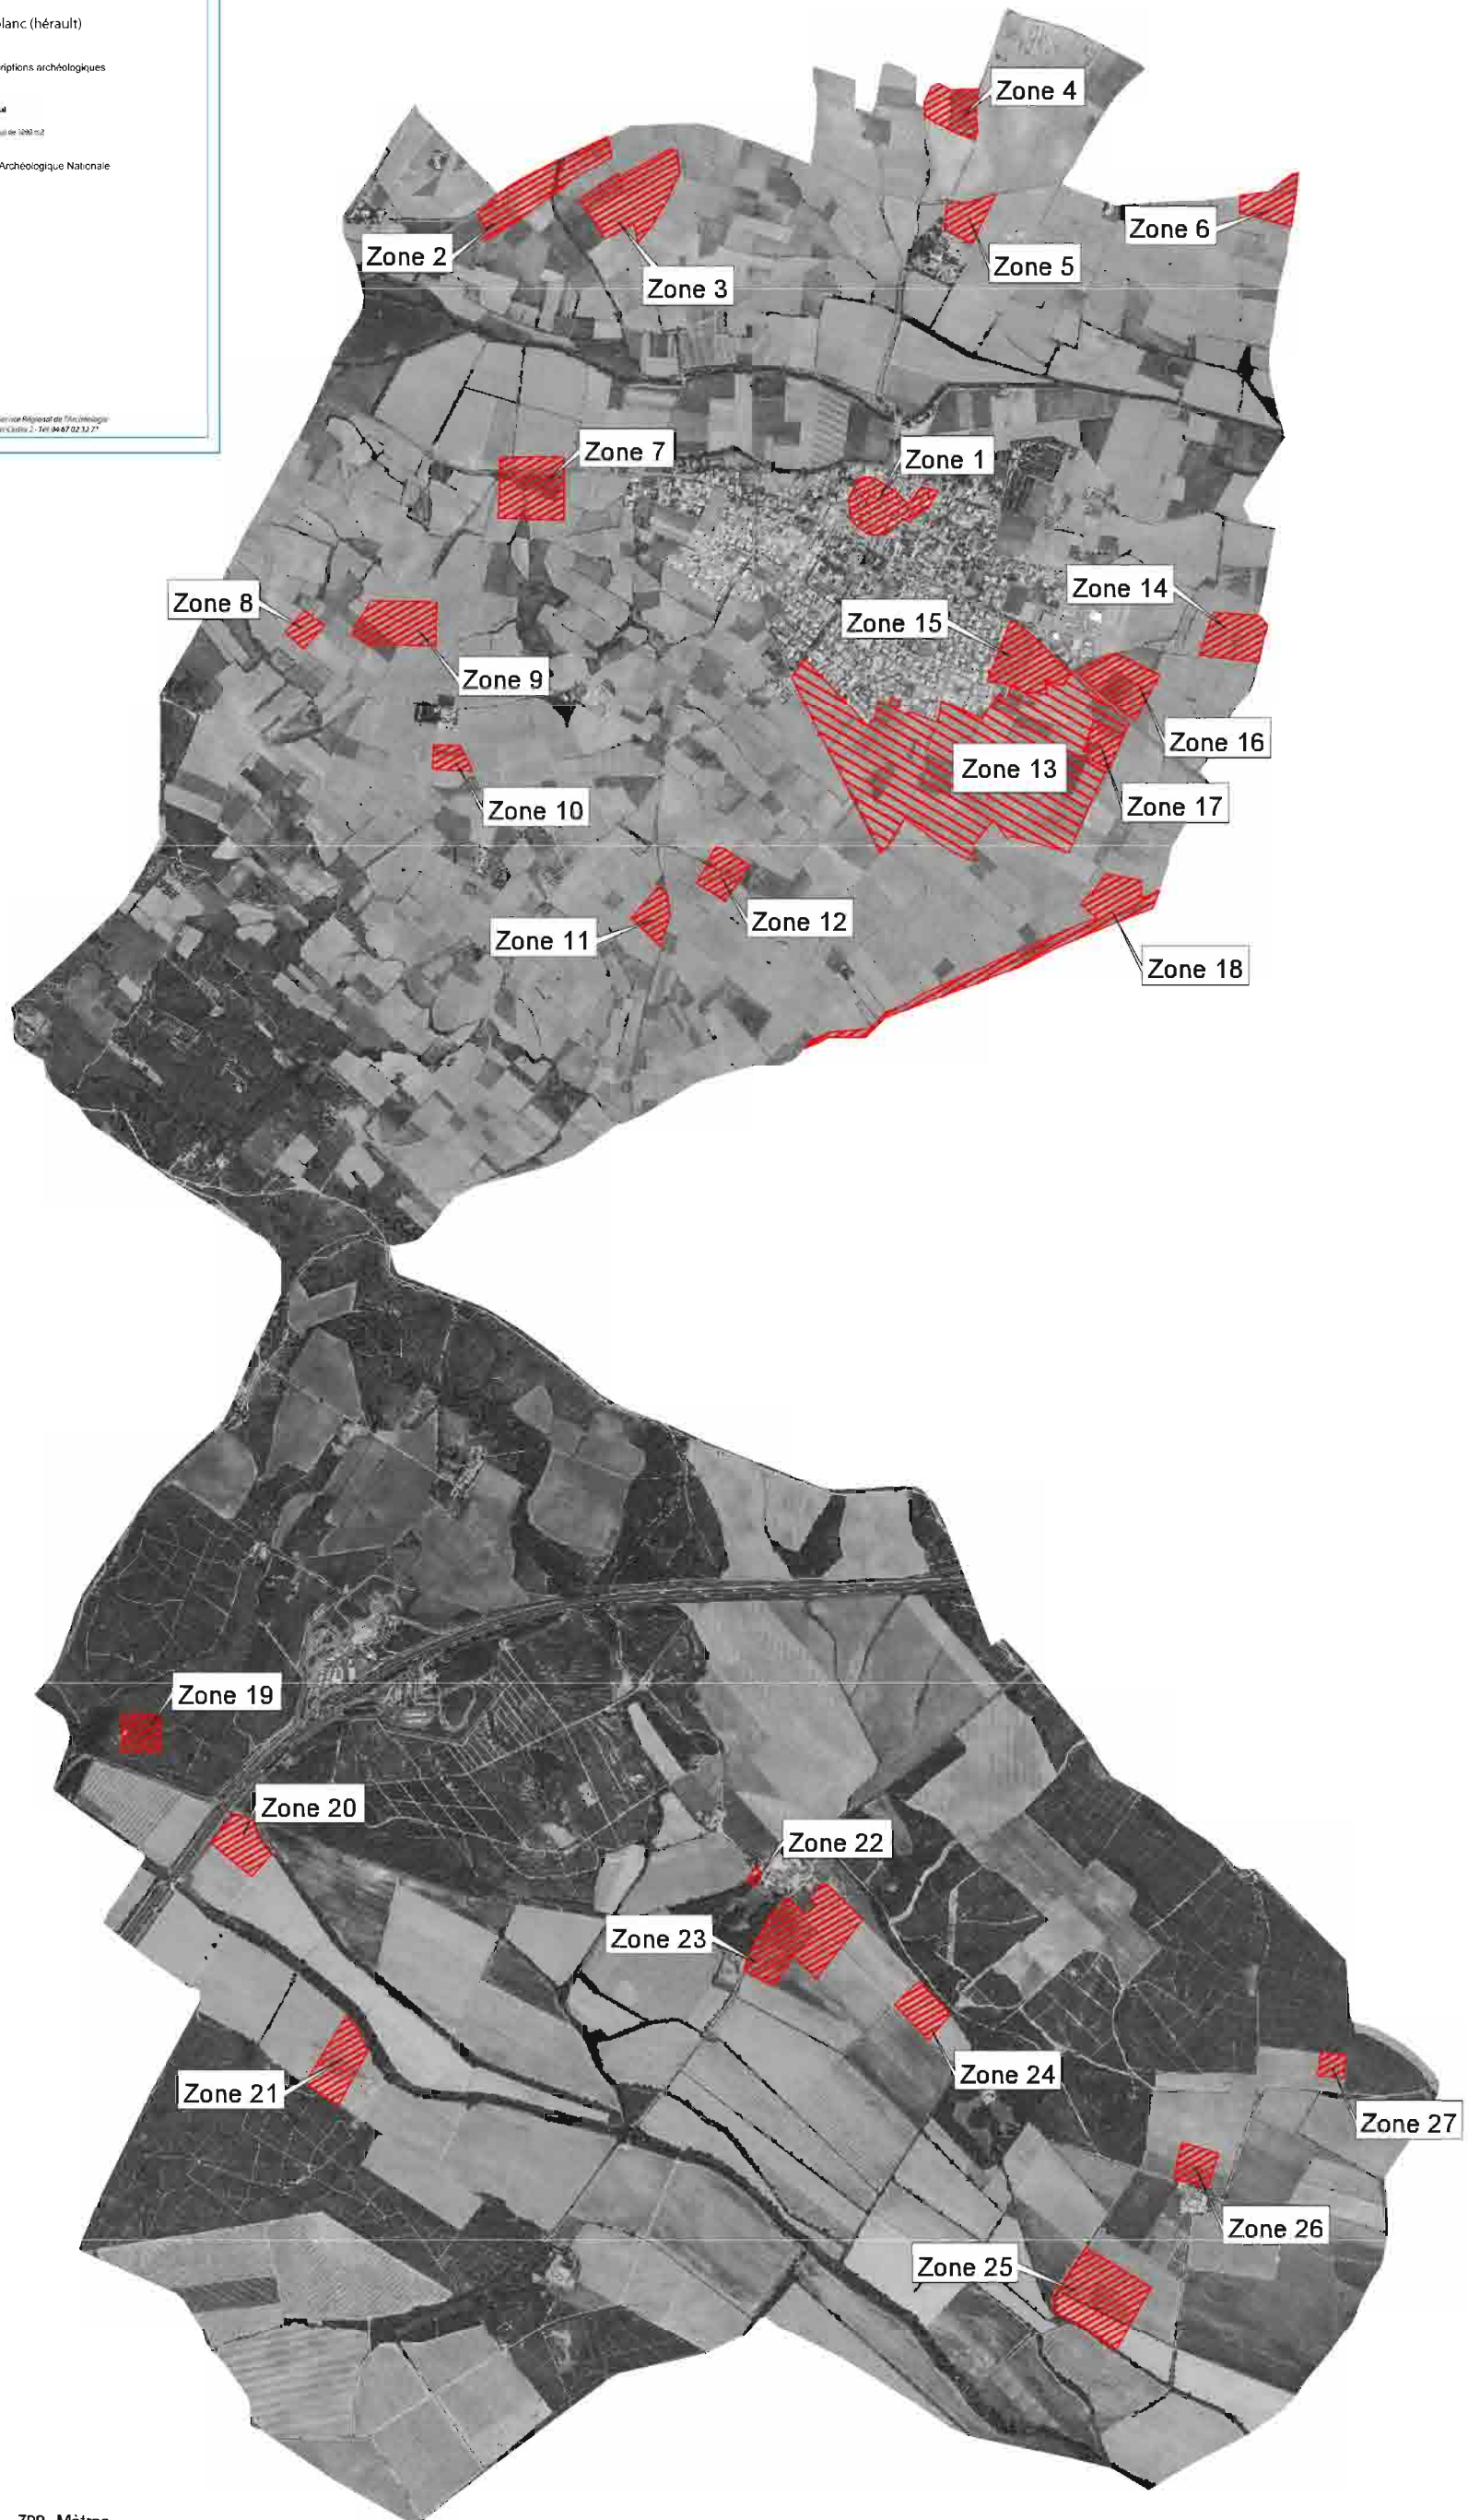 lanc (hérault)
riptions archéologiques
Archéologique Nationale
Zone 4
Zone 6
Zone 2
Zone 5
Zone 3
Zone 7
Zone 1
Zone 14
Zone 8
Zone 15
Zone 9
Zone 16
Zone 13
Zone 17
Zone 10
Zone 12
Zone 11
Zone 18
Zone 19
Zone 20
Zone 22
Zone 23
Zone 24
Zone 21
Zone 27
Zone 26
Zone 25
Mètres